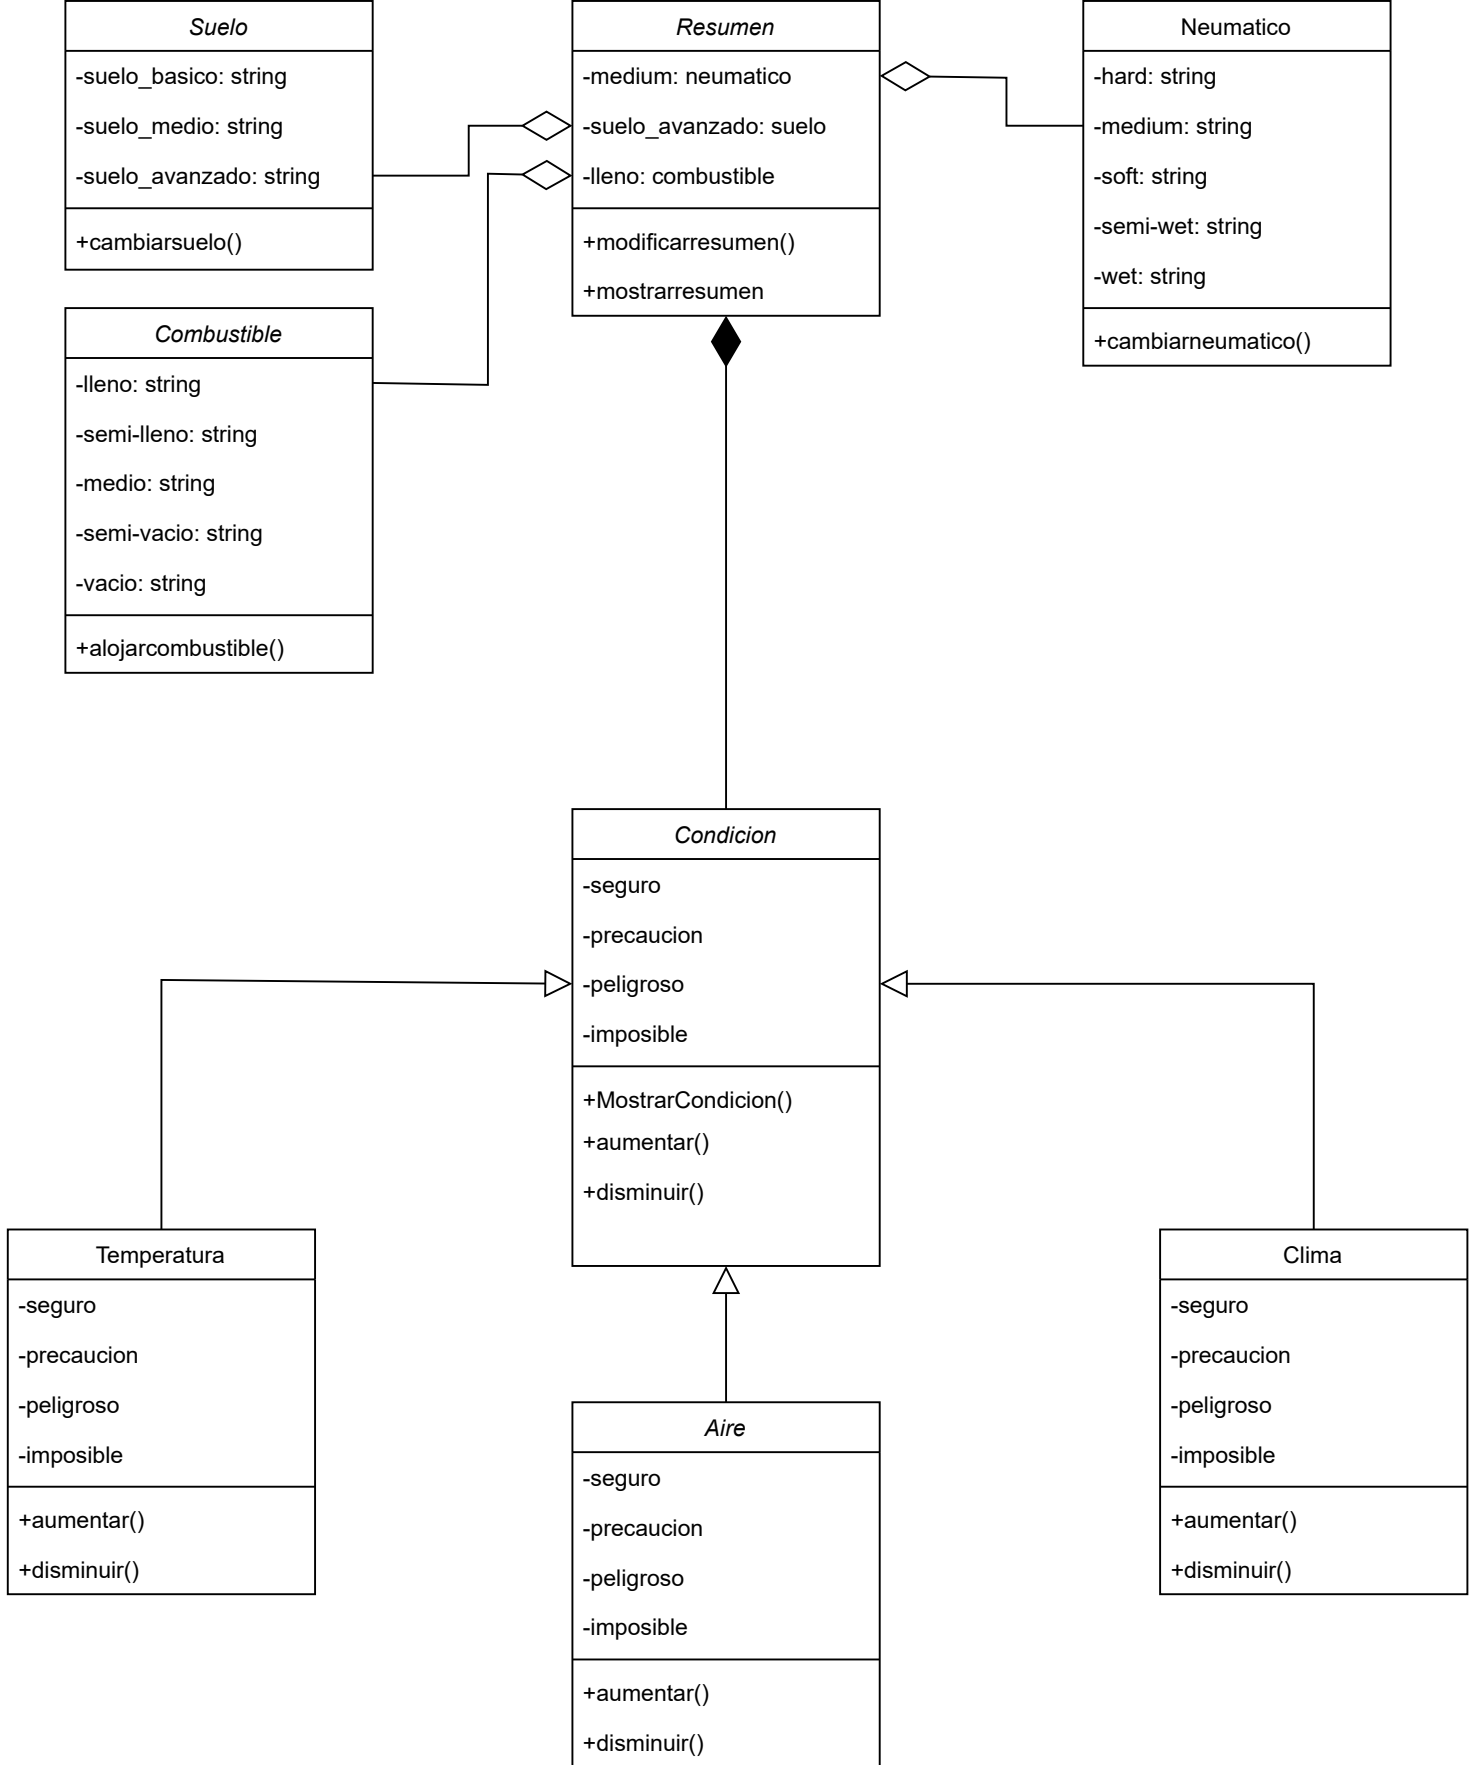 Suelo
-suelo_basico: string
-suelo_medio: string
-suelo_avanzado: string
+cambiarsuelo()
Resumen
-medium: neumatico
-suelo_avanzado: suelo
-lleno: combustible
+modificarresumen()
+mostrarresumen
Neumatico
-hard: string
-medium: string
-soft: string
-semi-wet: string
-wet: string
+cambiarneumatico()
Combustible
-lleno: string
-semi-lleno: string
-medio: string
-semi-vacio: string
-vacio: string
+alojarcombustible()
Condicion
-seguro
-precaucion
-peligroso
-imposible
+MostrarCondicion()
+aumentar()
+disminuir()
Temperatura
-seguro
-precaucion
-peligroso
-imposible
+aumentar()
+disminuir()
Aire
-seguro
-precaucion
-peligroso
-imposible
+aumentar()
+disminuir()
Clima
-seguro
-precaucion
-peligroso
-imposible
+aumentar()
+disminuir()